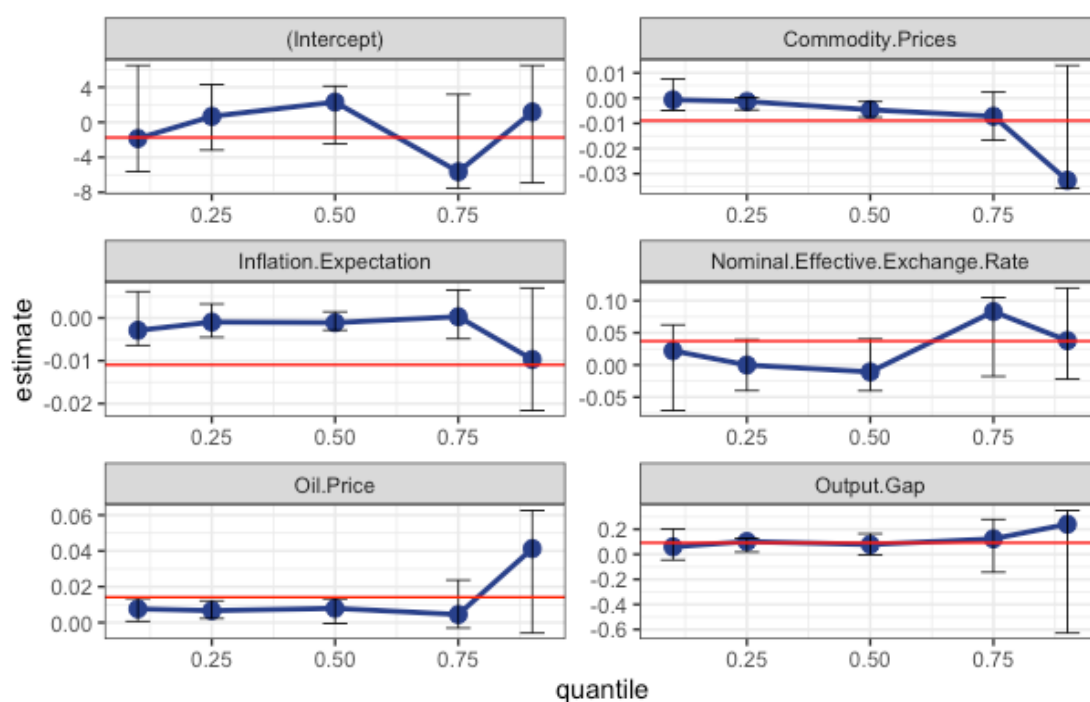 (Intercept)
Commodity.Prices
4
0
-4
-8
0.01
0.00
-0.01
-0.02
-0.03
0.25 0.50 0.75
0.25 0.50 0.75
Inflation.Expectation
Nominal.Effective.Exchange.Rate
0.00
-0.01
-0.02
0.10
0.05
0.00
-0.05
0.25 0.50 0.75
0.25 0.50 0.75
Oil.Price
Output.Gap
0.06
0.04
0.02
0.00
0.2
0.0
-0.2
-0.4
-0.6
0.25 0.50 0.75
0.25 0.50 0.75
estimate
quantile